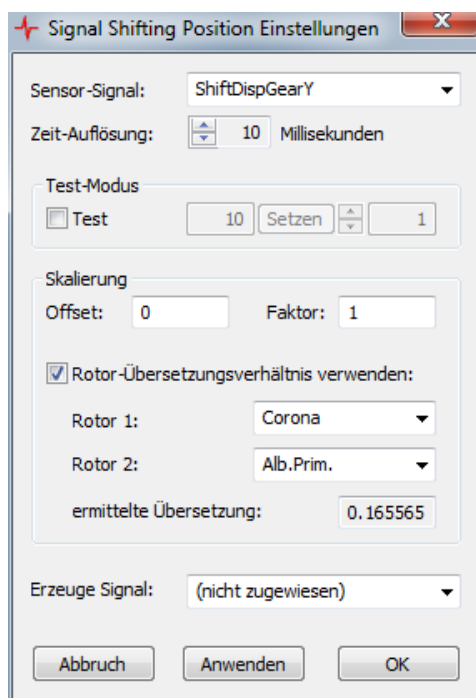 Signal Shifting Position Einstellungen
Sensor-Signal: ShiftDispGearY
Zeit-Auflösung: 10 Millisekunden
Test-Modus
Test 10 Setzen 1
Skalierung
Offset: 0 Faktor: 1
Rotor-Übersetzungsverhältnis verwenden:
Rotor 1: Corona
Rotor 2: Alb.Prim.
ermittelte Übersetzung: 0.165565
Erzeuge Signal: (nicht zugewiesen)
Abbruch Anwenden OK